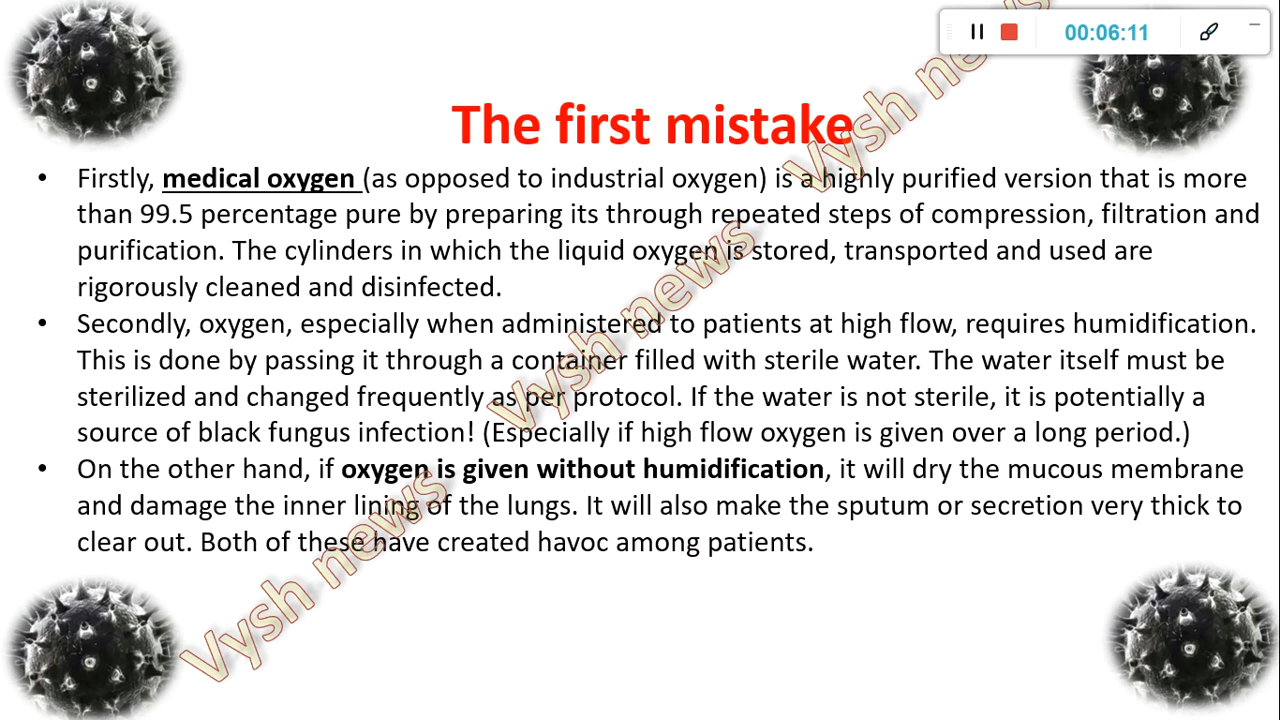 00:06:11
The first mistake
• Firstly, medical oxygen (as opposed to industrial oxygen) is a highly purified version that is more
than 99.5 percentage pure by preparing its through repeated steps of compression, filtration and
purification. The cylinders in which the liquid oxygen is stored, transported and used are
rigorously cleaned and disinfected.
• Secondly, oxygen, especially when administered to patients at high flow, requires humidification.
This is done by passing it through a container filled with sterile water. The water itself must be
sterilized and changed frequently as per protocol. If the water is not sterile, it is potentially a
source of black fungus infection! (Especially if high flow oxygen is given over a long period.)
• On the other hand, if oxygen is given without humidification, it will dry the mucous membrane
and damage the inner lining of the lungs. It will also make the sputum or secretion very thick to
clear out. Both of these have created havoc among patients.
Vysh news
Vysh news
Vysh news